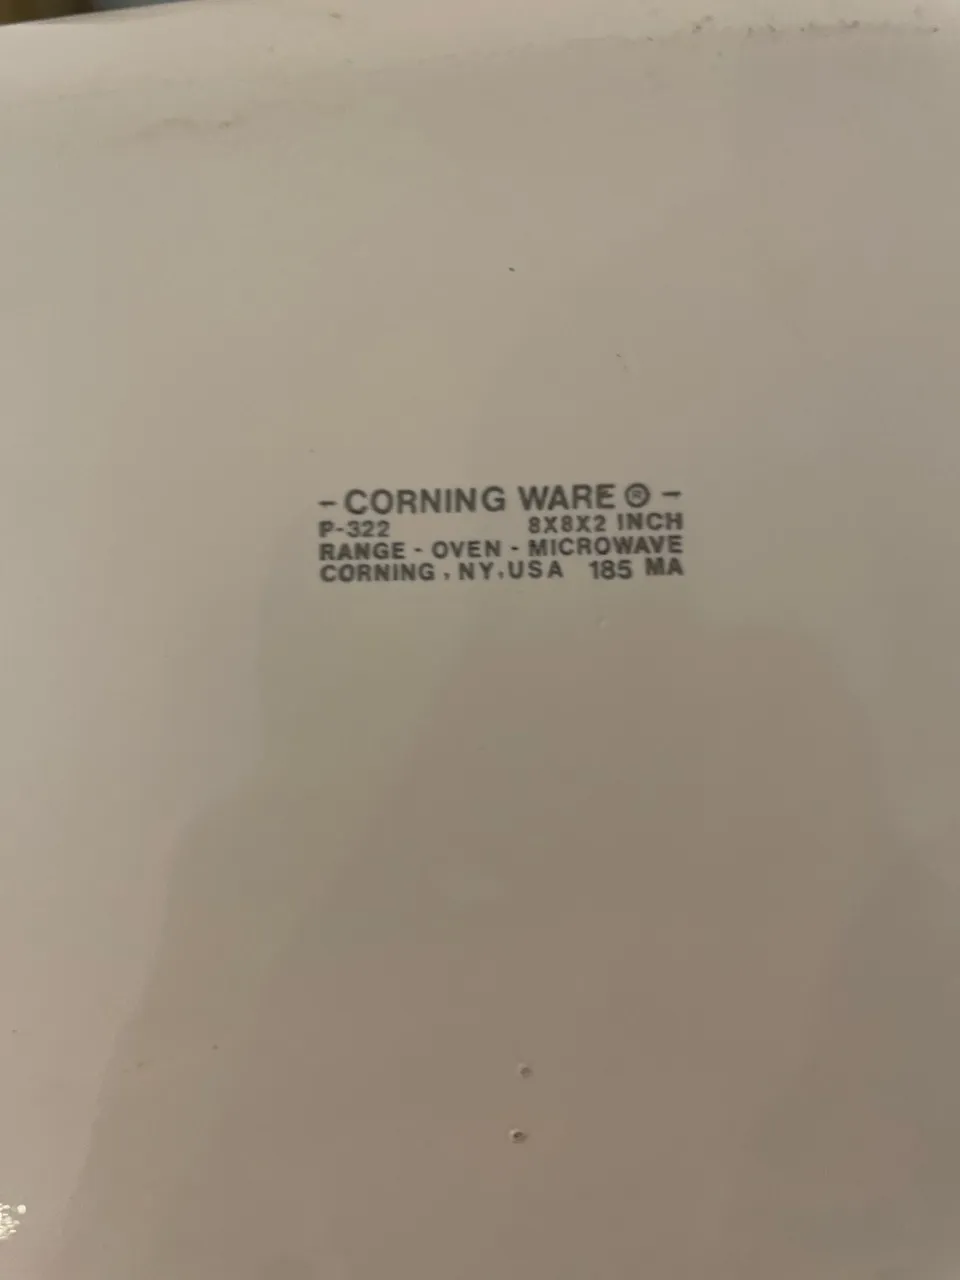 - CORNING WARE ® -
P-322 8X8X2 INCH
RANGE - OVEN - MICROWAVE
CORNING, NY, USA 185 MA